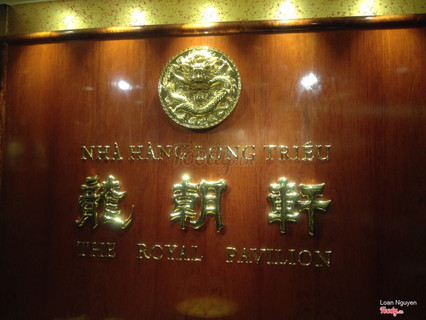 NHÀ HÀNG LONG TRIỀU
龍朝軒
THE ROYAL PAVILION
Loan Nguyen
Foody.vn